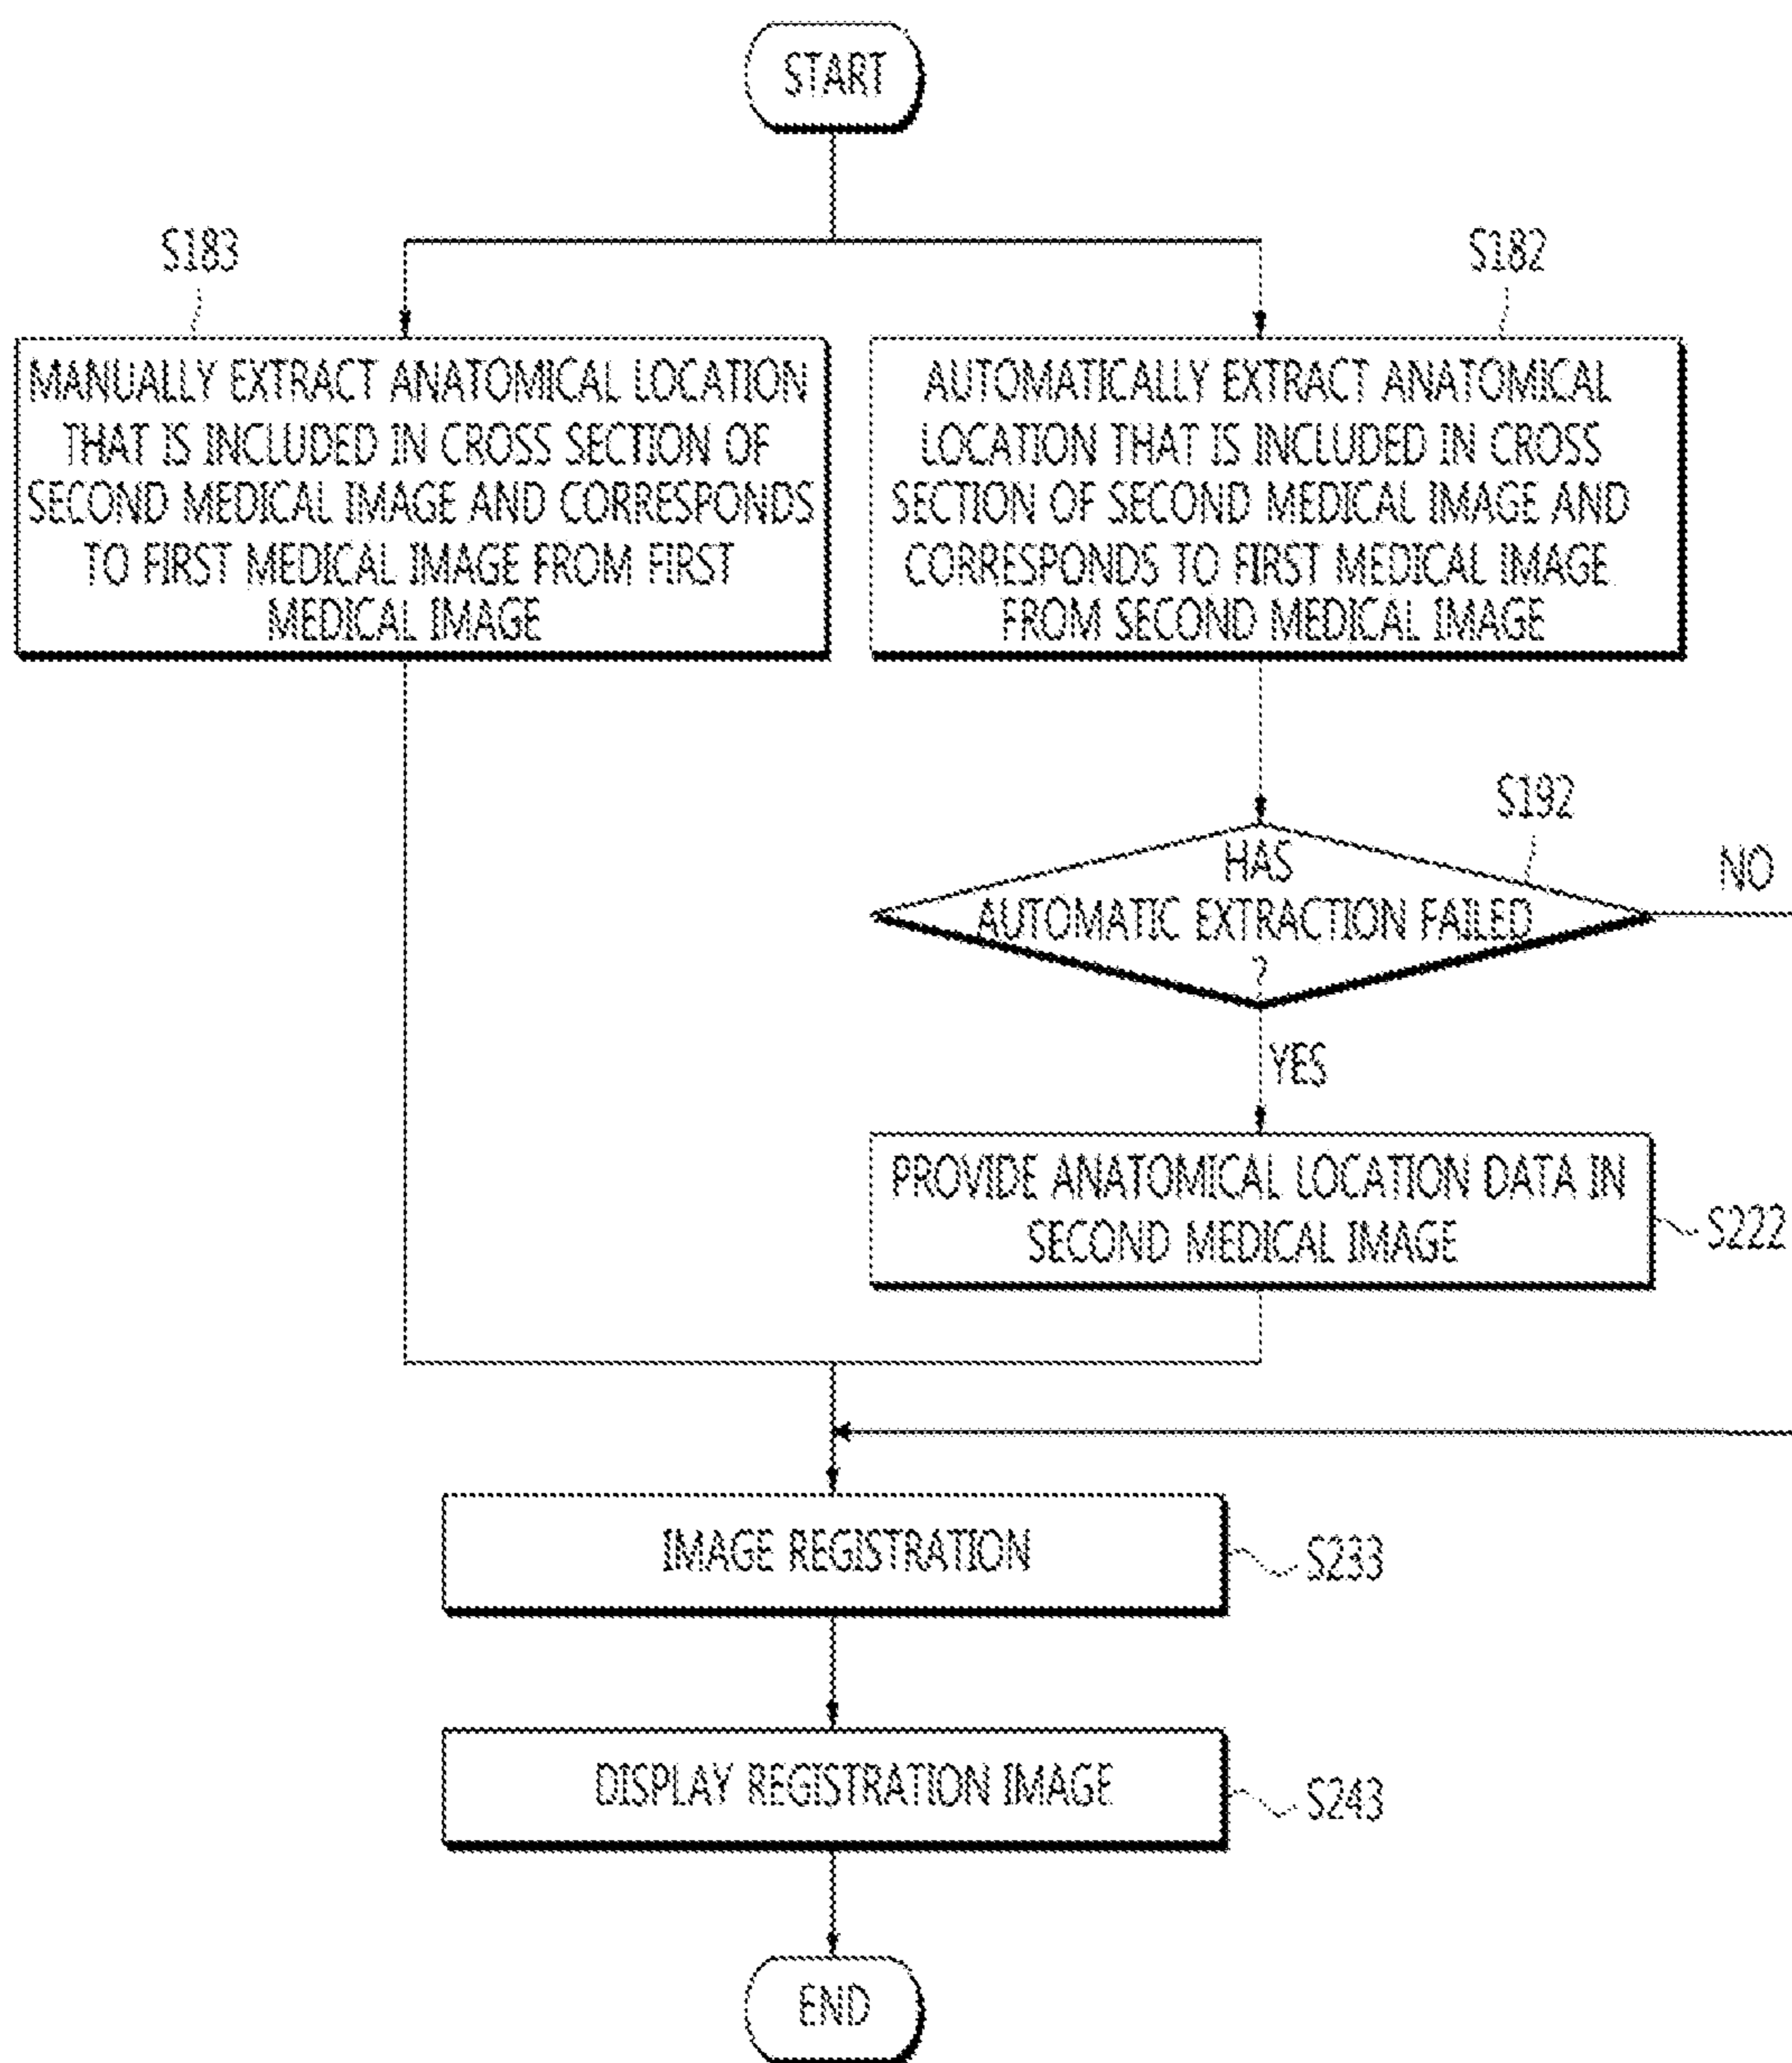 START
S183
S182
MANUALLY EXTRACT ANATOMICAL LOCATION
THAT IS INCLUDED IN CROSS SECTION OF
SECOND MEDICAL IMAGE AND CORRESPONDS
TO FIRST MEDICAL IMAGE FROM FIRST
MEDICAL IMAGE
AUTOMATICALLY EXTRACT ANATOMICAL
LOCATION THAT IS INCLUDED IN CROSS
SECTION OF SECOND MEDICAL IMAGE AND
CORRESPONDS TO FIRST MEDICAL IMAGE
FROM SECOND MEDICAL IMAGE
S192
HAS
AUTOMATIC EXTRACTION FAILED
?
NO
YES
PROVIDE ANATOMICAL LOCATION DATA IN
SECOND MEDICAL IMAGE
S222
IMAGE REGISTRATION
S233
DISPLAY REGISTRATION IMAGE
S243
END